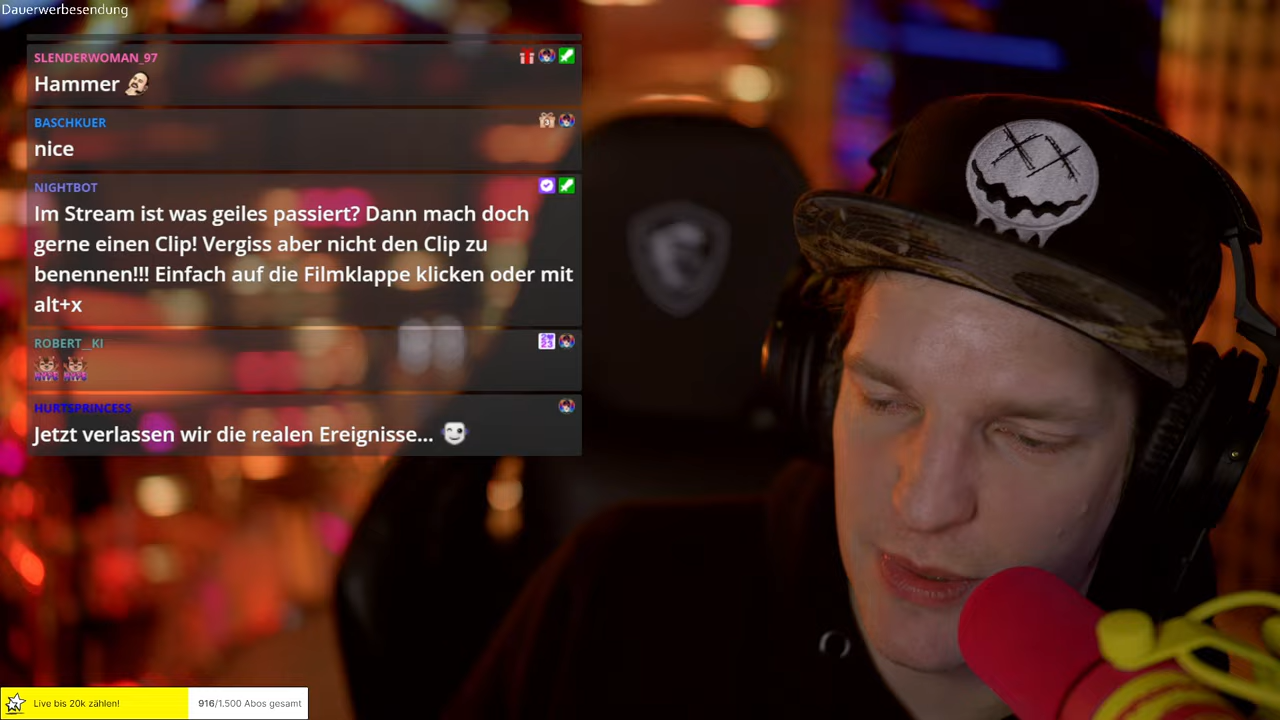 Dauerwerbesendung
SLENDERWOMAN_97
Hammer
BASCHKUER
nice
NIGHTBOT
Im Stream ist was geiles passiert? Dann mach doch
gerne einen Clip! Vergiss aber nicht den Clip zu
benennen!!! Einfach auf die Filmklappe klicken oder mit
alt+x
ROBERT__KI
HURTSPRINCESS
Jetzt verlassen wir die realen Ereignisse...
Live bis 20k zählen!
916/1.500 Abos gesamt